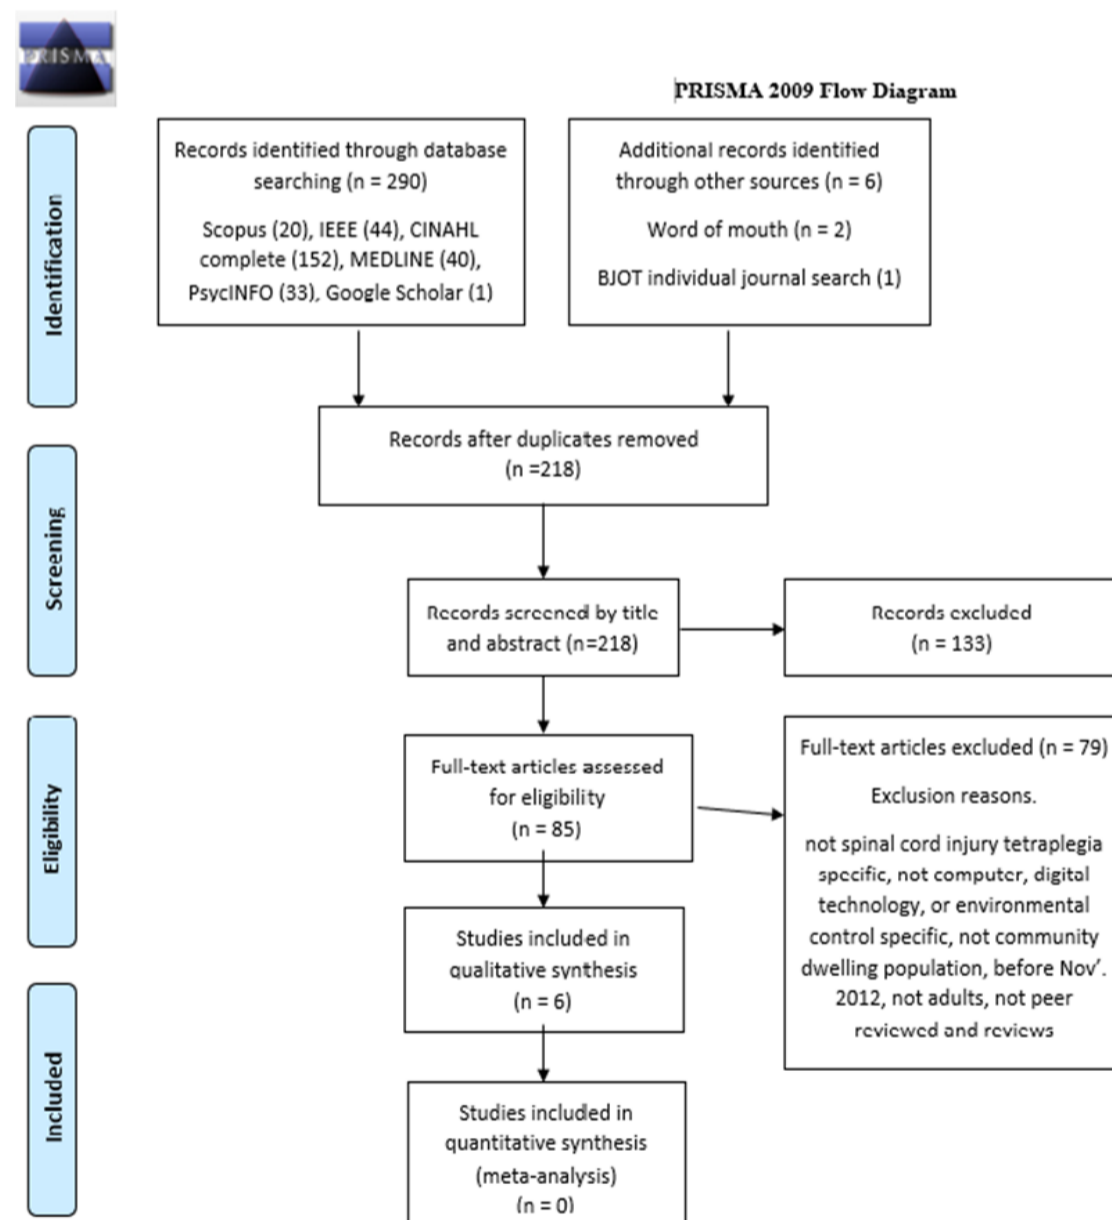 PRISMA
PRISMA 2009 Flow Diagram
Identification
Records identified through database
searching (n = 290)
Scopus (20), IEEE (44), CINAHL
complete (152), MEDLINE (40),
PsycINFO (33), Google Scholar (1)
Additional records identified
through other sources (n = 6)
Word of mouth (n = 2)
BJOT individual journal search (1)
Records after duplicates removed
(n =218)
Screening
Records screened by title
and abstract (n=218)
Records excluded
(n = 133)
Eligibility
Full-text articles assessed
for eligibility
(n = 85)
Full-text articles excluded (n = 79)
Exclusion reasons.
not spinal cord injury tetraplegia
specific, not computer, digital
technology, or environmental
control specific, not community
dwelling population, before Nov'.
2012, not adults, not peer
reviewed and reviews
Studies included in
qualitative synthesis
(n = 6)
Included
Studies included in
quantitative synthesis
(meta-analysis)
(n = 0)